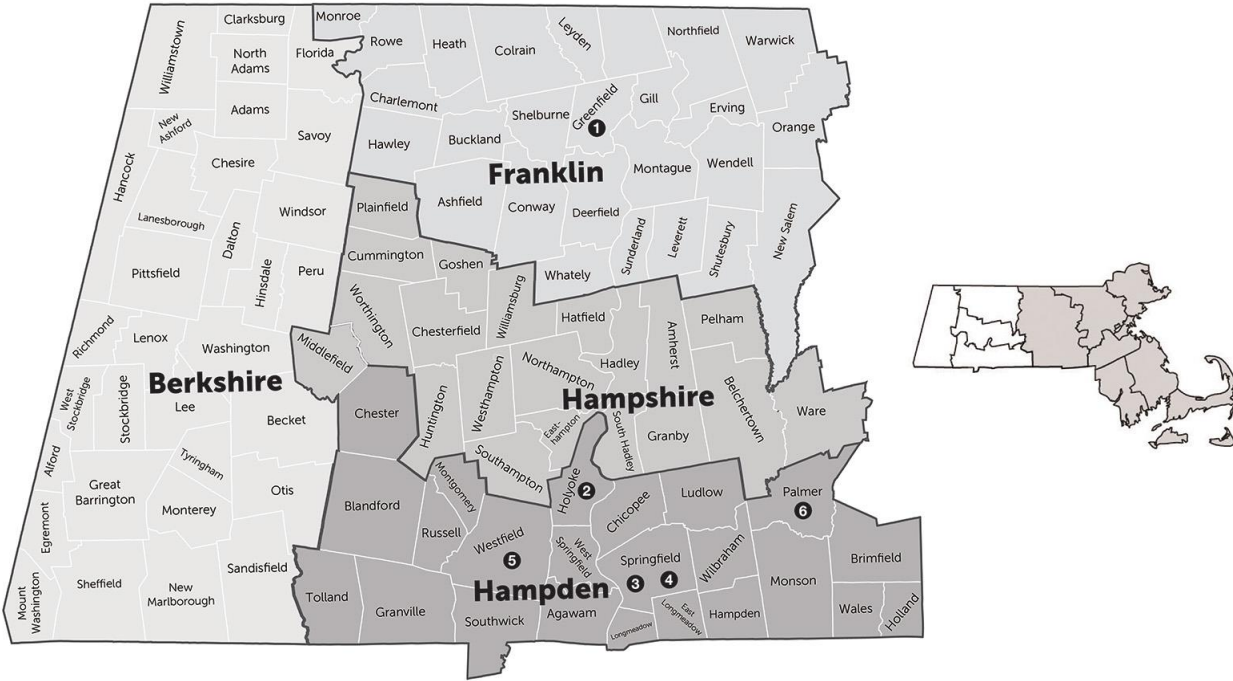 Williamstown
Clarksburg
North
Adams
Florida
Monroe
Rowe
Heath
Colrain
Leyden
Northfield
Warwick
New
Ashford
Adams
Savoy
Charlemont
Shelburne
Greenfield
1
Gill
Erving
Orange
Hancock
Chesire
Hawley
Buckland
Franklin
Montague
Wendell
Lanesborough
Dalton
Windsor
Plainfield
Ashfield
Conway
Deerfield
Sunderland
Leverett
Shutesbury
New Salem
Pittsfield
Hinsdale
Peru
Cummington
Goshen
Whately
Richmond
Lenox
Washington
Middlefield
Worthington
Chesterfield
Williamsburg
Hatfield
Hadley
Amherst
Pelham
Berkshire
West
Stockbridge
Stockbridge
Lee
Becket
Chester
Huntington
Westhampton
Northampton
Hampshire
East-
hampton
South Hadley
Granby
Belchertown
Ware
Alford
Great
Barrington
Tyringham
Monterey
Otis
Blandford
Montgomery
Southampton
Holyoke
2
Chicopee
Ludlow
Palmer
6
Egremont
Russell
Westfield
5
West
Springfield
Springfield
3
4
Wilbraham
Monson
Brimfield
Mount
Washington
Sheffield
New
Marlborough
Sandisfield
Tolland
Granville
Hampden
Southwick
Agawam
Longmeadow
East
Longmeadow
Hampden
Wales
Holland